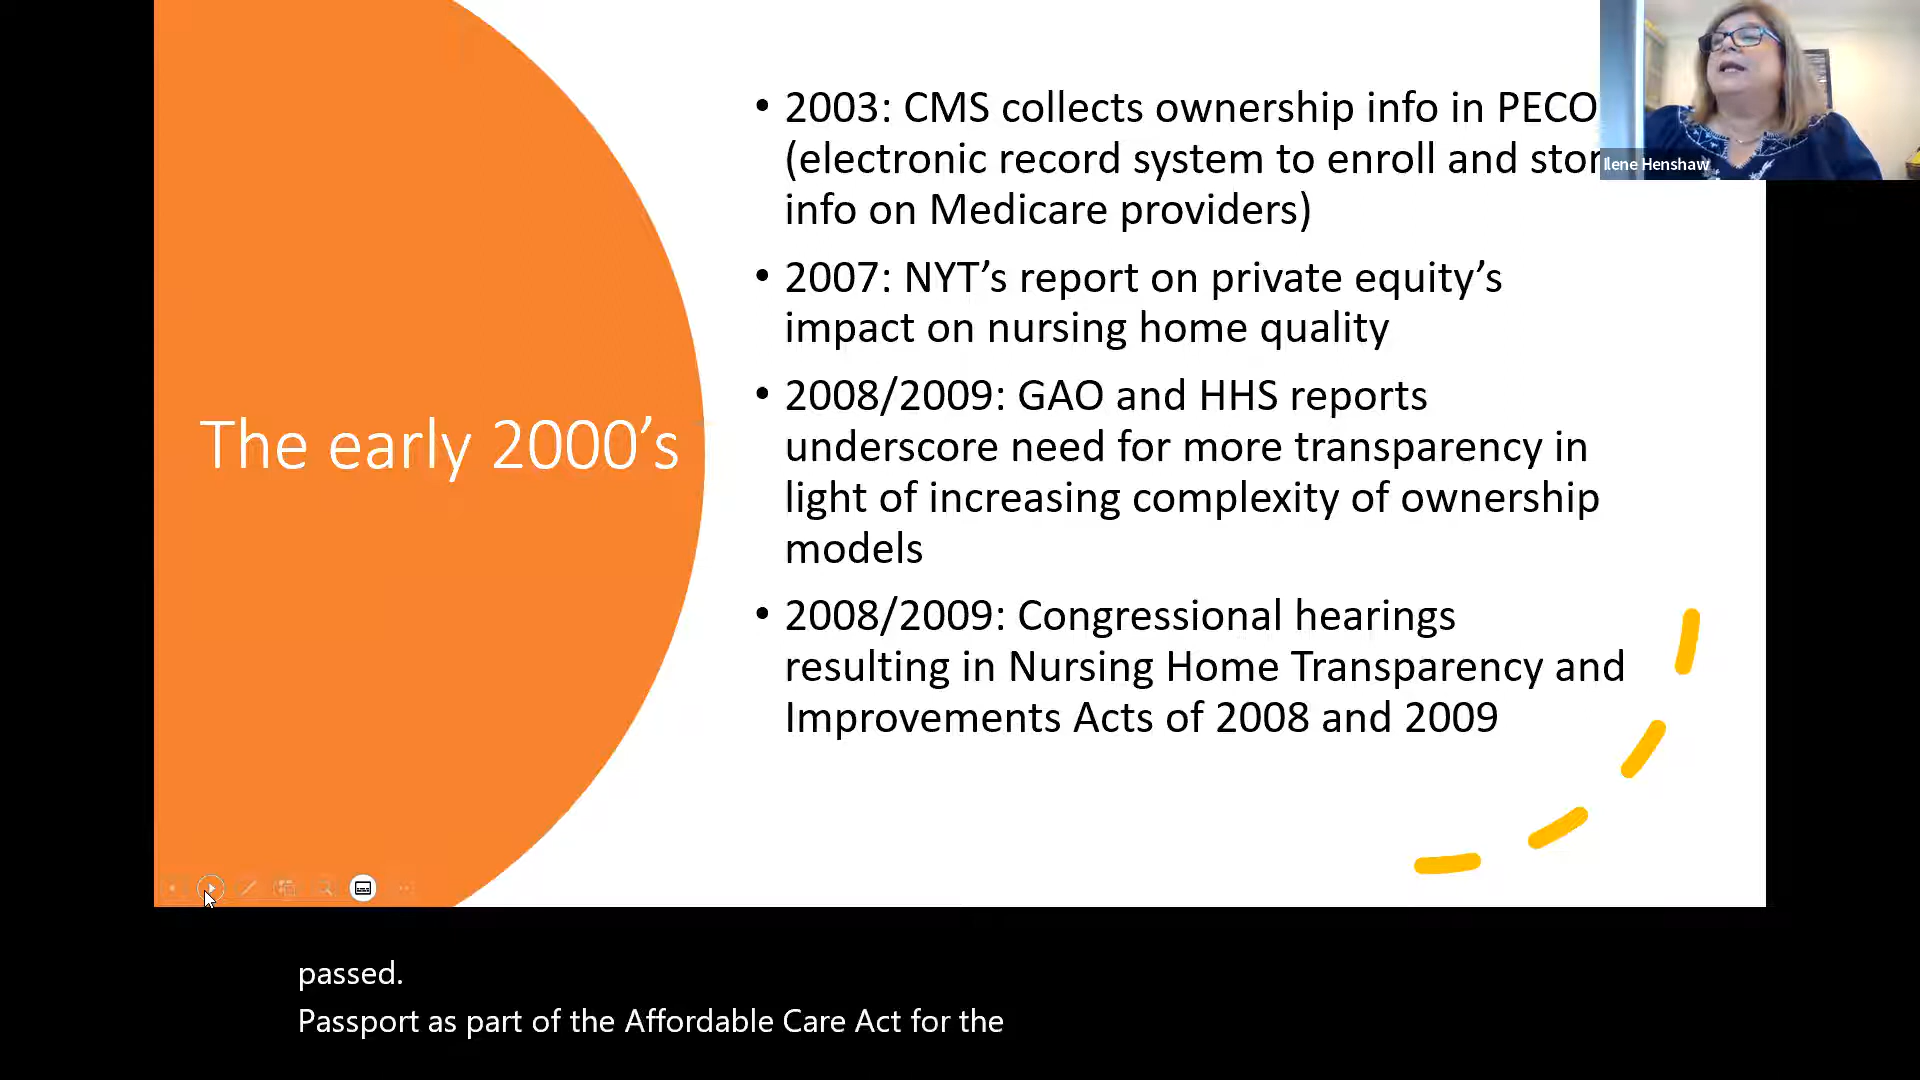 The early 2000's
• 2003: CMS collects ownership info in PECO
(electronic record system to enroll and stor
info on Medicare providers)
• 2007: NYT’s report on private equity’s
impact on nursing home quality
• 2008/2009: GAO and HHS reports
underscore need for more transparency in
light of increasing complexity of ownership
models
• 2008/2009: Congressional hearings
resulting in Nursing Home Transparency and
Improvements Acts of 2008 and 2009
Ilene Henshaw
passed.
Passport as part of the Affordable Care Act for the